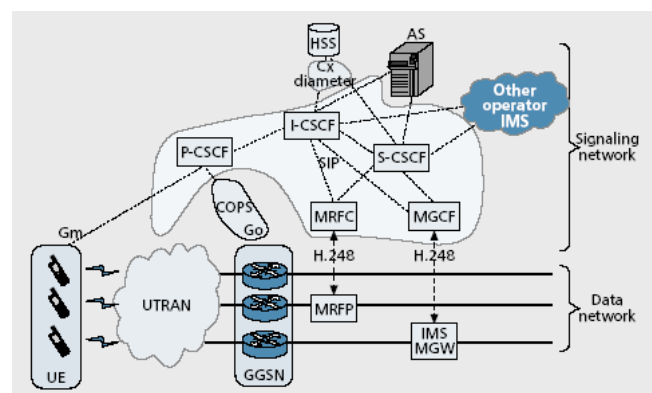 HSS
AS
Cx
diameter
Other
operator
IMS
I-CSCF
Signaling
network
P-CSCF
SIP
S-CSCF
COPS
Go
MRFC
MGCF
Gm
H.248
H.248
UTRAN
MRFP
Data
network
IMS
MGW
UE
GGSN